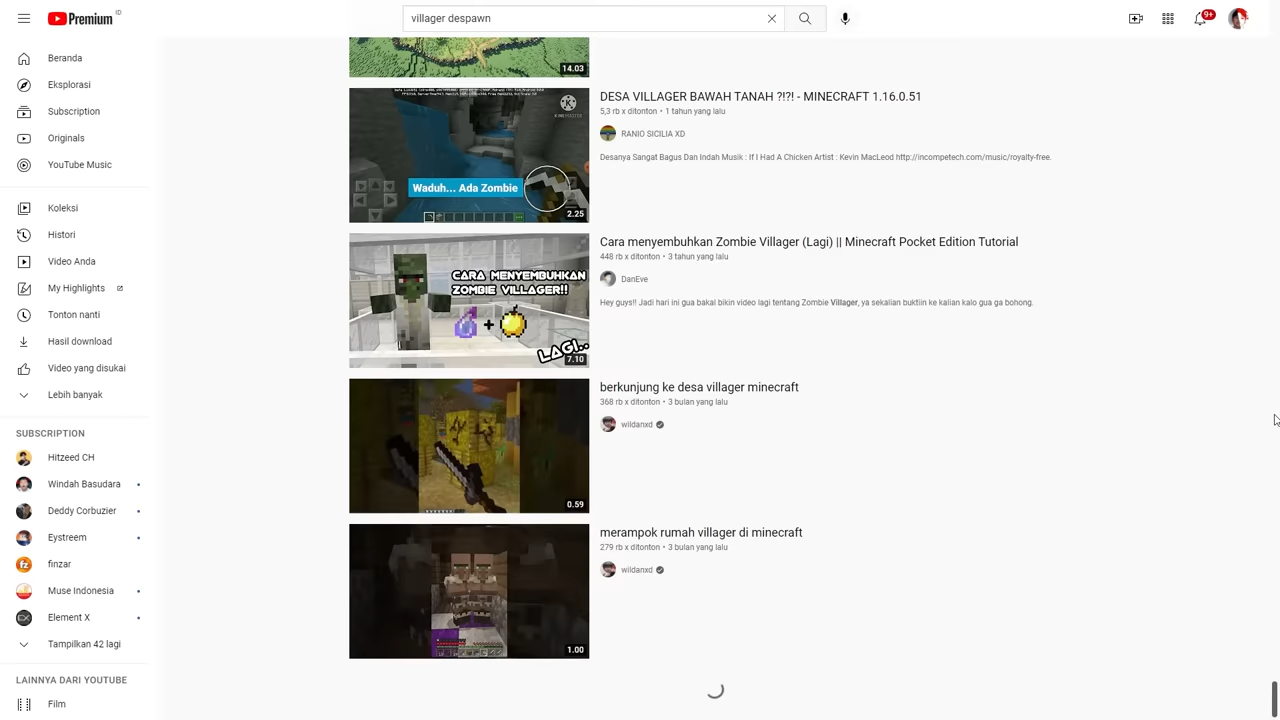 Premium ID
villager despawn
9+
Beranda
Eksplorasi
Subscription
Originals
YouTube Music
Koleksi
Histori
Video Anda
My Highlights
Tonton nanti
Hasil download
Video yang disukai
Lebih banyak
SUBSCRIPTION
Hitzeed CH
Windah Basudara
Deddy Corbuzier
Eystreem
finzar
Muse Indonesia
Element X
Tampilkan 42 lagi
LAINNYA DARI YOUTUBE
Film
14.03
Waduh... Ada Zombie
2.25
DESA VILLAGER BAWAH TANAH ?!?! - MINECRAFT 1.16.0.51
5,3 rb x ditonton • 1 tahun yang lalu
RANIO SICILIA XD
Desanya Sangat Bagus Dan Indah Musik : If I Had A Chicken Artist : Kevin MacLeod http://incompetech.com/music/royalty-free.
CARA MENYEMBUHKAN
ZOMBIE VILLAGER!!
+
LAGI..
7.10
Cara menyembuhkan Zombie Villager (Lagi) || Minecraft Pocket Edition Tutorial
448 rb x ditonton • 3 tahun yang lalu
DanEve
Hey guys!! Jadi hari ini gua bakal bikin video lagi tentang Zombie Villager, ya sekalian buktiin ke kalian kalo gua ga bohong.
0.59
berkunjung ke desa villager minecraft
368 rb x ditonton • 3 bulan yang lalu
wildanxd
1.00
merampok rumah villager di minecraft
279 rb x ditonton • 3 bulan yang lalu
wildanxd